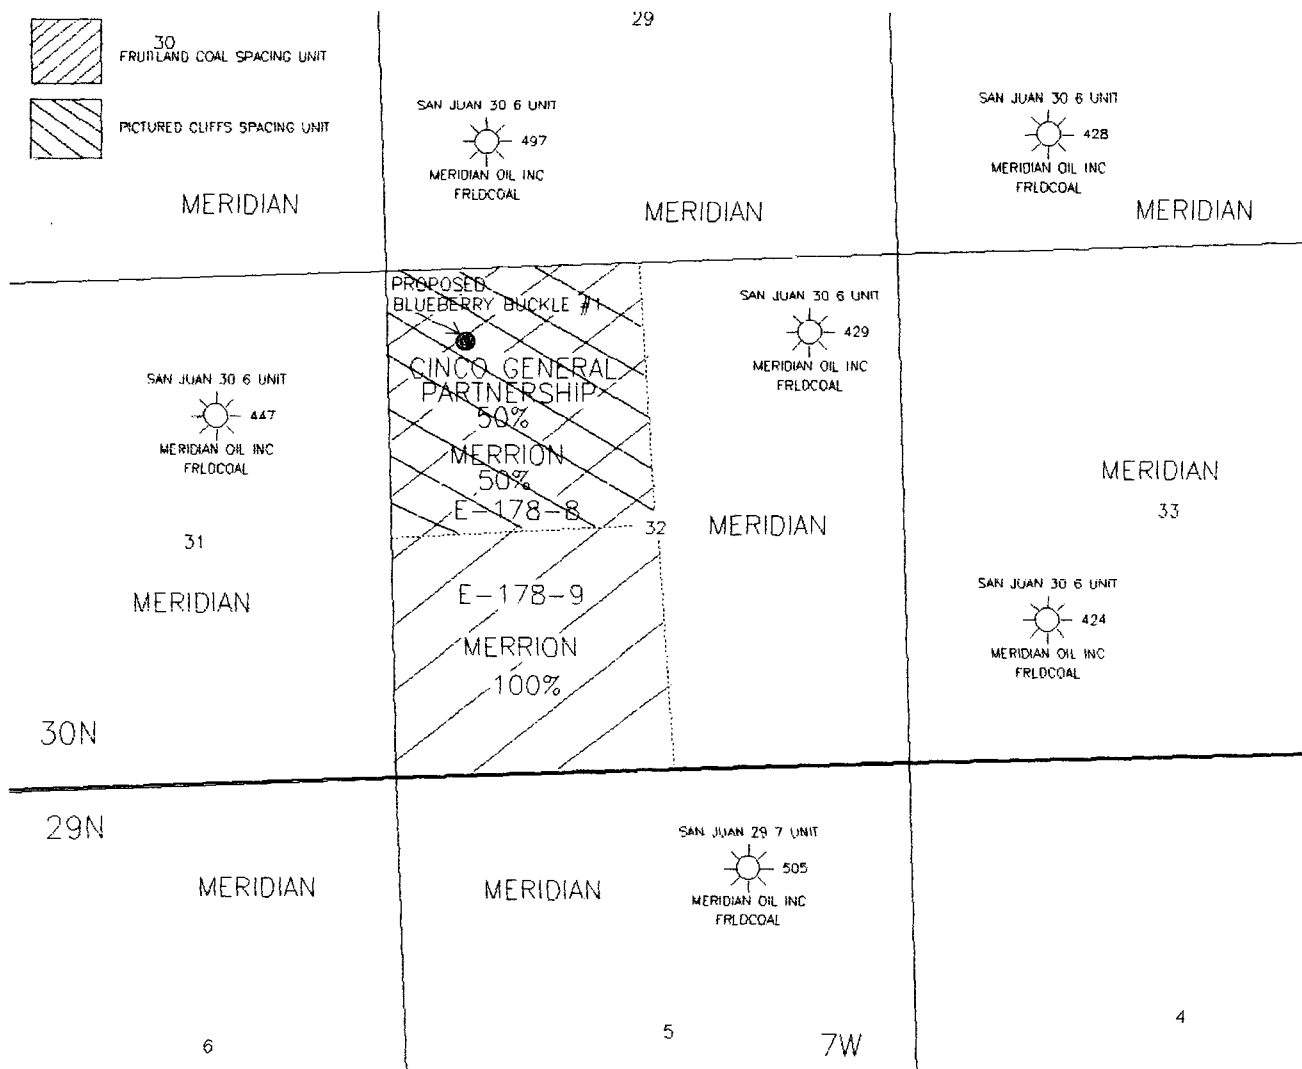 30
FRUITLAND COAL SPACING UNIT
PICTURED CLIFFS SPACING UNIT
29
SAN JUAN 30 6 UNIT
497
MERIDIAN OIL INC
FRLDCOAL
SAN JUAN 30 6 UNIT
428
MERIDIAN OIL INC
FRLDCOAL
MERIDIAN
MERIDIAN
MERIDIAN
PROPOSED
BLUEBERRY BUCKLE #1
CINCO GENERAL
PARTNERSHIP
50%
MERRION
50%
E-178-8
SAN JUAN 30 6 UNIT
429
MERIDIAN OIL INC
FRLDCOAL
SAN JUAN 30 6 UNIT
447
MERIDIAN OIL INC
FRLDCOAL
MERIDIAN
33
31
32
MERIDIAN
MERIDIAN
E-178-9
MERRION
100%
SAN JUAN 30 6 UNIT
424
MERIDIAN OIL INC
FRLDCOAL
30N
29N
MERIDIAN
MERIDIAN
SAN JUAN 29 7 UNIT
505
MERIDIAN OIL INC
FRLDCOAL
6
5
7W
4